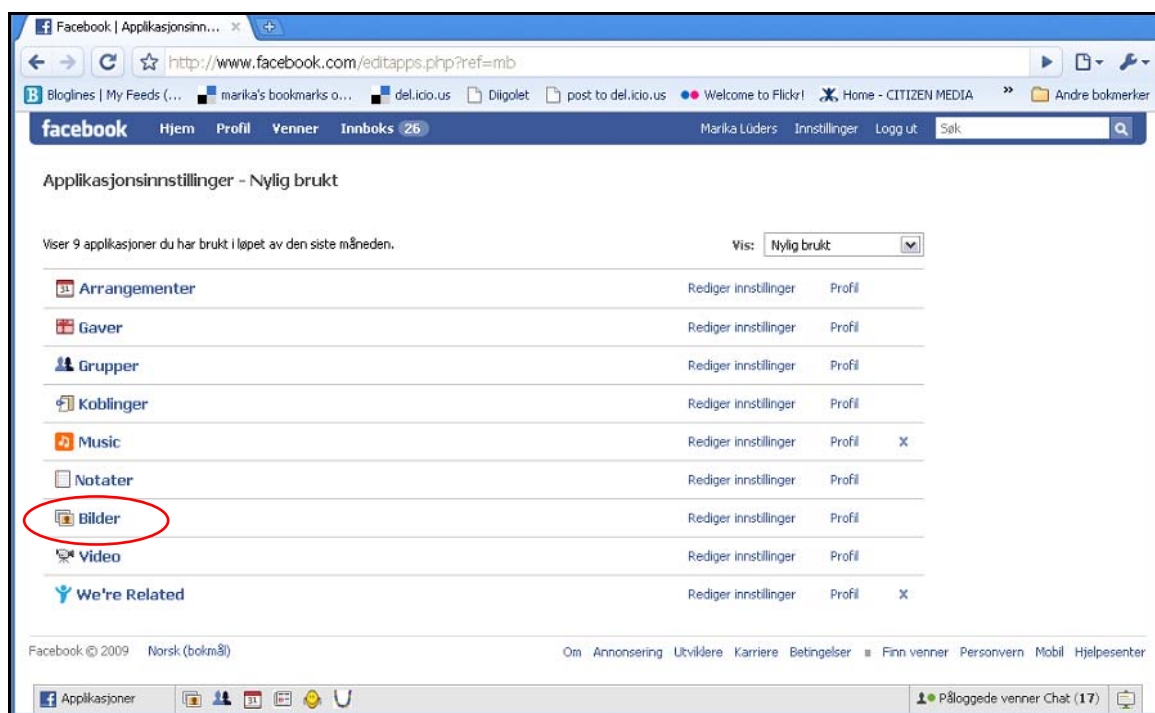 Facebook | Applikasjonsinn...
http://www.facebook.com/editapps.php?ref=mb
Bloglines | My Feeds (... marika's bookmarks o... del.icio.us Diigolet post to del.icio.us Welcome to Flickr! Home - CITIZEN MEDIA » Andre bokmerker
facebook Hjem Profil Venner Innboks 26 Marika Lüders Innstillinger Logg ut Søk
Applikasjonsinnstillinger - Nylig brukt
Viser 9 applikasjoner du har brukt i løpet av den siste måneden. Vis: Nylig brukt
31 Arrangementer Rediger innstillinger Profil
Gaver Rediger innstillinger Profil
Grupper Rediger innstillinger Profil
Koblinger Rediger innstillinger Profil
Music Rediger innstillinger Profil x
Notater Rediger innstillinger Profil
Bilder Rediger innstillinger Profil
Video Rediger innstillinger Profil
We're Related Rediger innstillinger Profil x
Facebook © 2009 Norsk (bokmål) Om Annonsering Utviklere Karriere Betingelser Finn venner Personvern Mobil Hjelpesenter
Applikasjoner 31 Påloggede venner Chat (17)